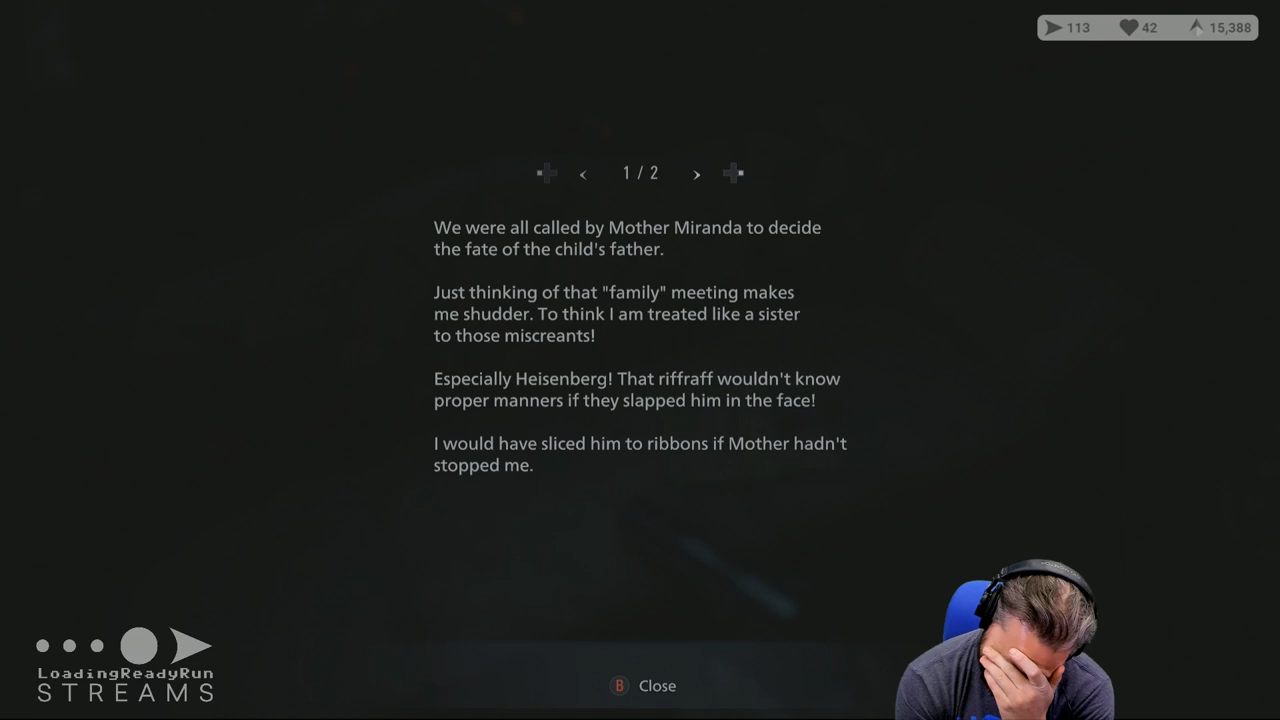 113 42 15,388
1 / 2
We were all called by Mother Miranda to decide
the fate of the child's father.
Just thinking of that "family" meeting makes
me shudder. To think I am treated like a sister
to those miscreants!
Especially Heisenberg! That riffraff wouldn't know
proper manners if they slapped him in the face!
I would have sliced him to ribbons if Mother hadn't
stopped me.
LoadingReadyRun
STREAMS
B Close